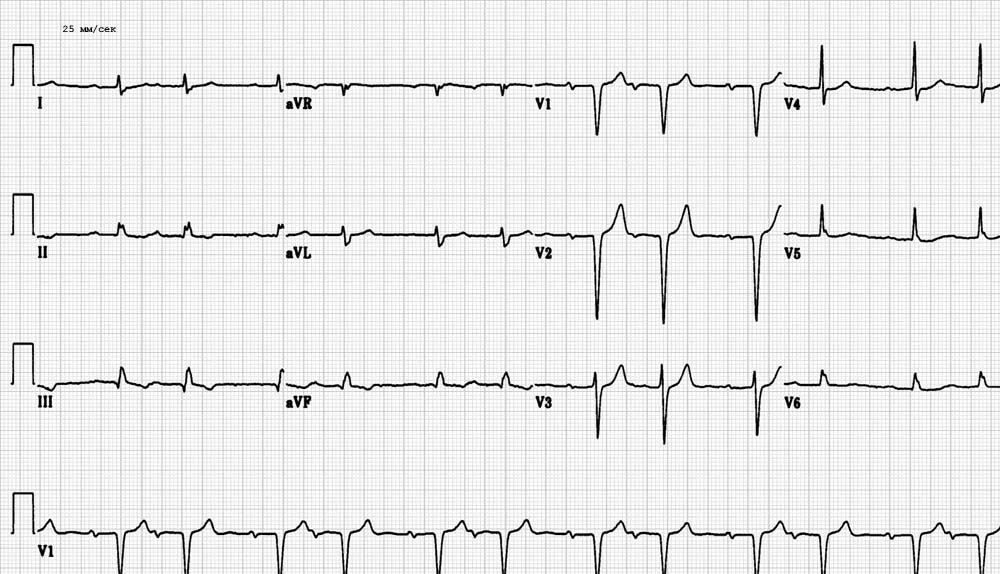 25 мм/сек
I aVR V1 V4
II aVL V2 V5
III aVF V3 V6
V1